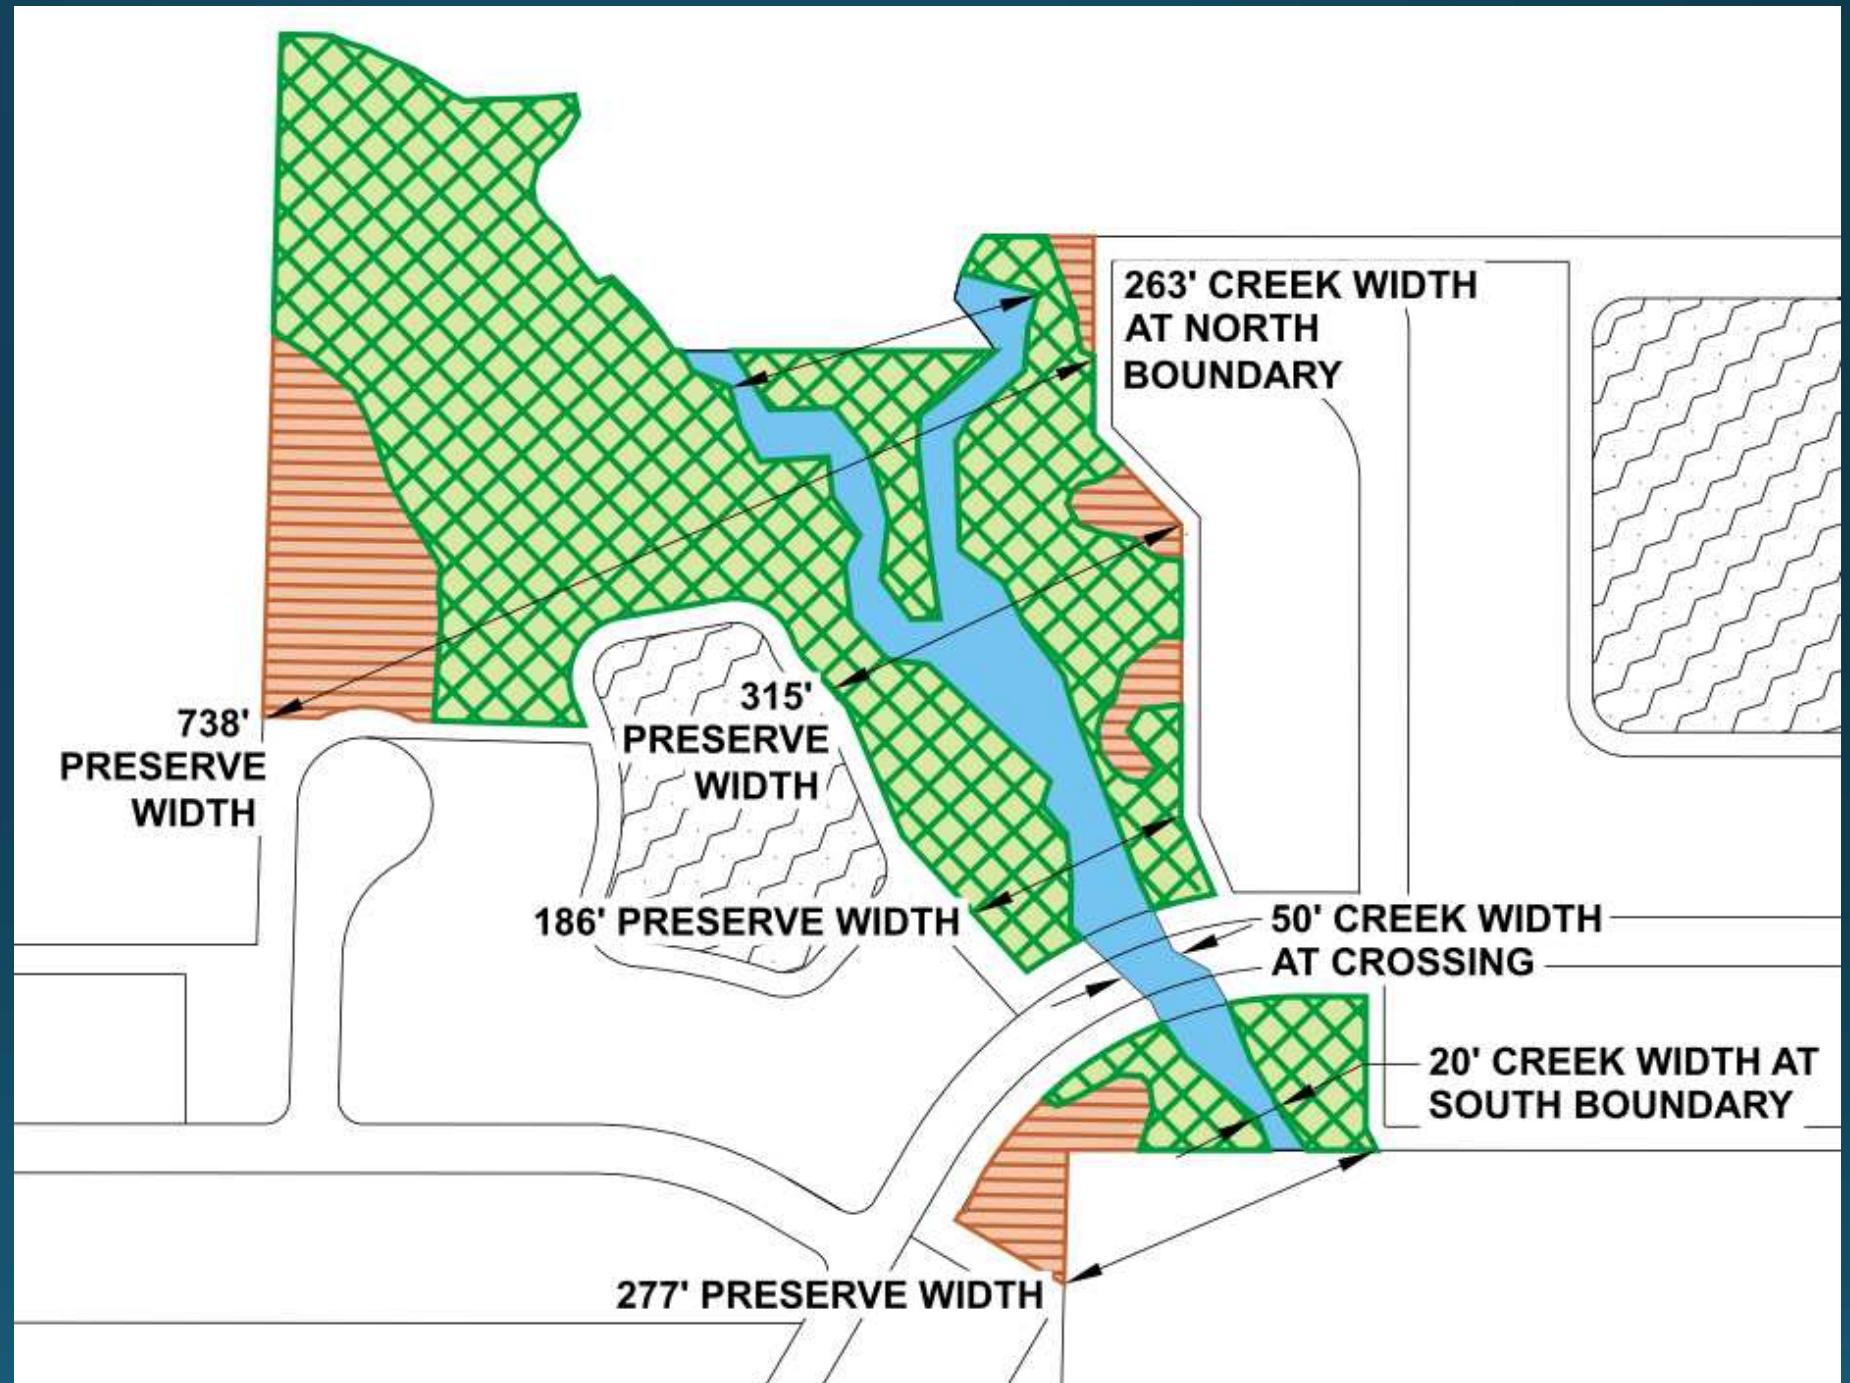 263' CREEK WIDTH
AT NORTH
BOUNDARY
738'
PRESERVE
WIDTH
315'
PRESERVE
WIDTH
186' PRESERVE WIDTH
50' CREEK WIDTH
AT CROSSING
20' CREEK WIDTH AT
SOUTH BOUNDARY
277' PRESERVE WIDTH